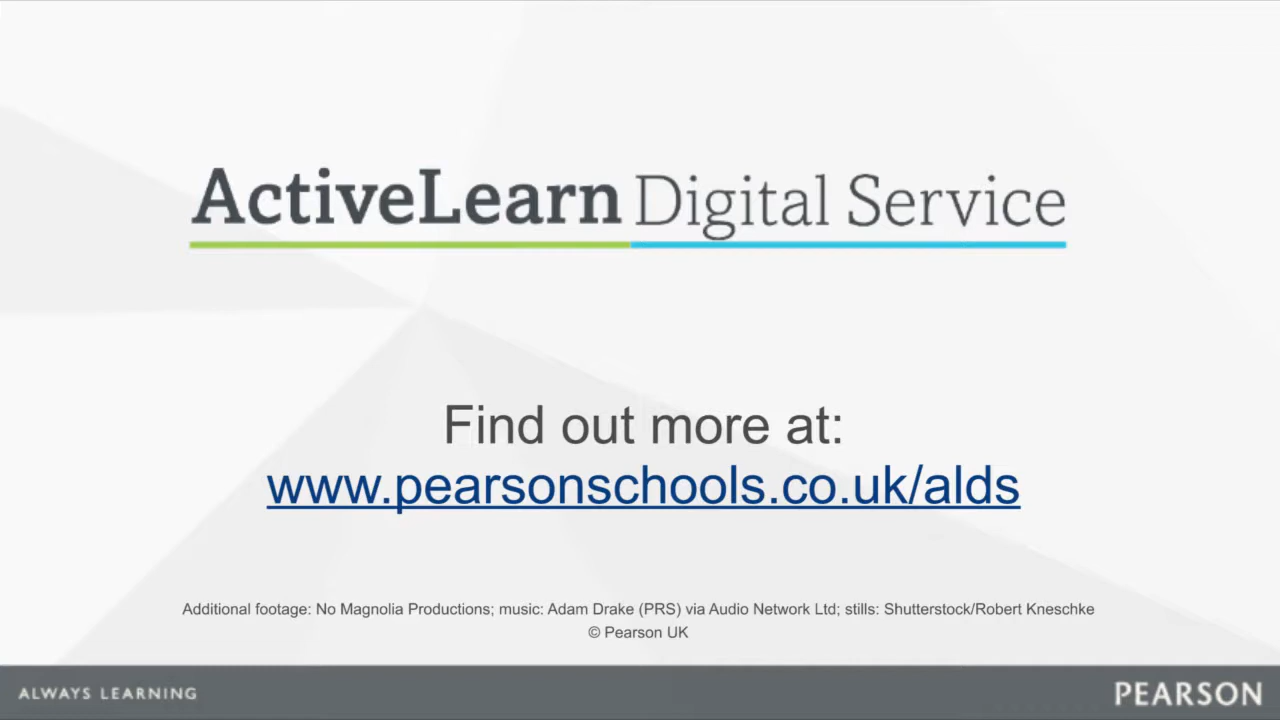 ActiveLearn Digital Service
Find out more at:
www.pearsonschools.co.uk/alds
Additional footage: No Magnolia Productions; music: Adam Drake (PRS) via Audio Network Ltd; stills: Shutterstock/Robert Kneschke
© Pearson UK
ALWAYS LEARNING
PEARSON